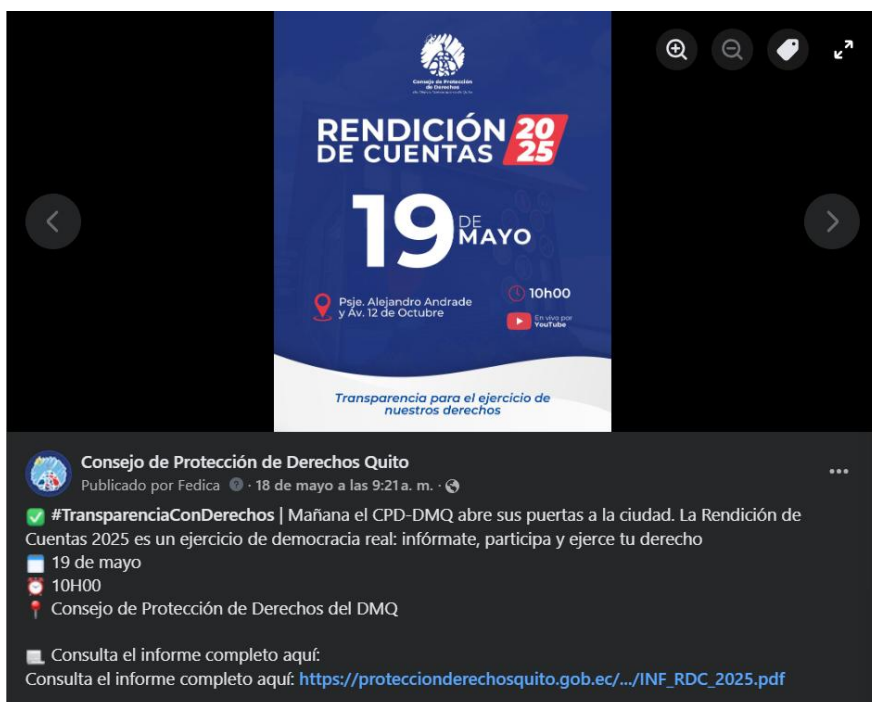 Consejo de Protección
de Derechos
RENDICIÓN 20
DE CUENTAS 25
19 DE
MAYO
Psje. Alejandro Andrade
y Av. 12 de Octubre
10h00
En vivo por
YouTube
Transparencia para el ejercicio de
nuestros derechos
Consejo de Protección de Derechos Quito
Publicado por Fedica · 18 de mayo a las 9:21 a. m. ·
#TransparenciaConDerechos | Mañana el CPD-DMQ abre sus puertas a la ciudad. La Rendición de
Cuentas 2025 es un ejercicio de democracia real: infórmate, participa y ejerce tu derecho
19 de mayo
10H00
Consejo de Protección de Derechos del DMQ
Consulta el informe completo aquí:
Consulta el informe completo aquí: https://proteccionderechosquito.gob.ec/.../INF_RDC_2025.pdf